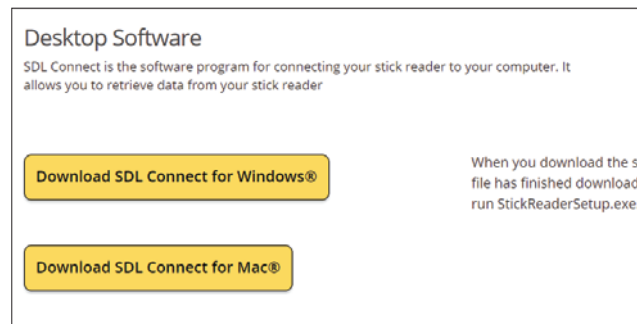 Desktop Software
SDL Connect is the software program for connecting your stick reader to your computer. It
allows you to retrieve data from your stick reader
Download SDL Connect for Windows®
When you download the s
file has finished download
run StickReaderSetup.exe
Download SDL Connect for Mac®